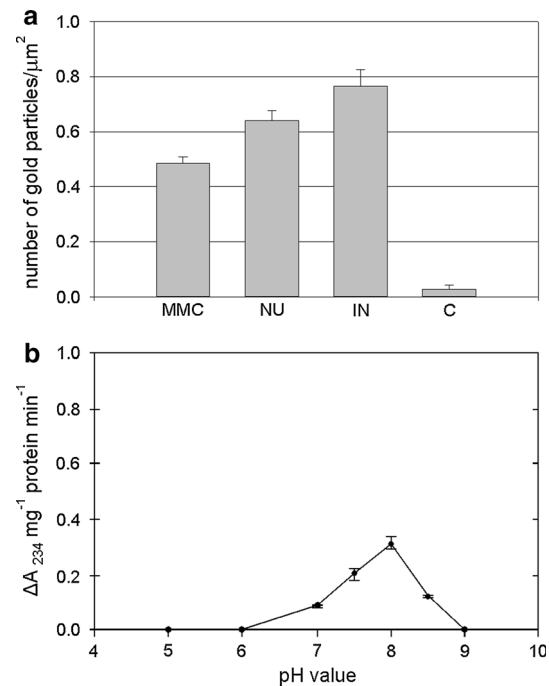 a
number of gold particles/μm²
1.0
0.8
0.6
0.4
0.2
0.0
MMC NU IN C
b
ΔA 234 mg⁻¹ protein min⁻¹
1.0
0.8
0.6
0.4
0.2
0.0
4 5 6 7 8 9 10
pH value